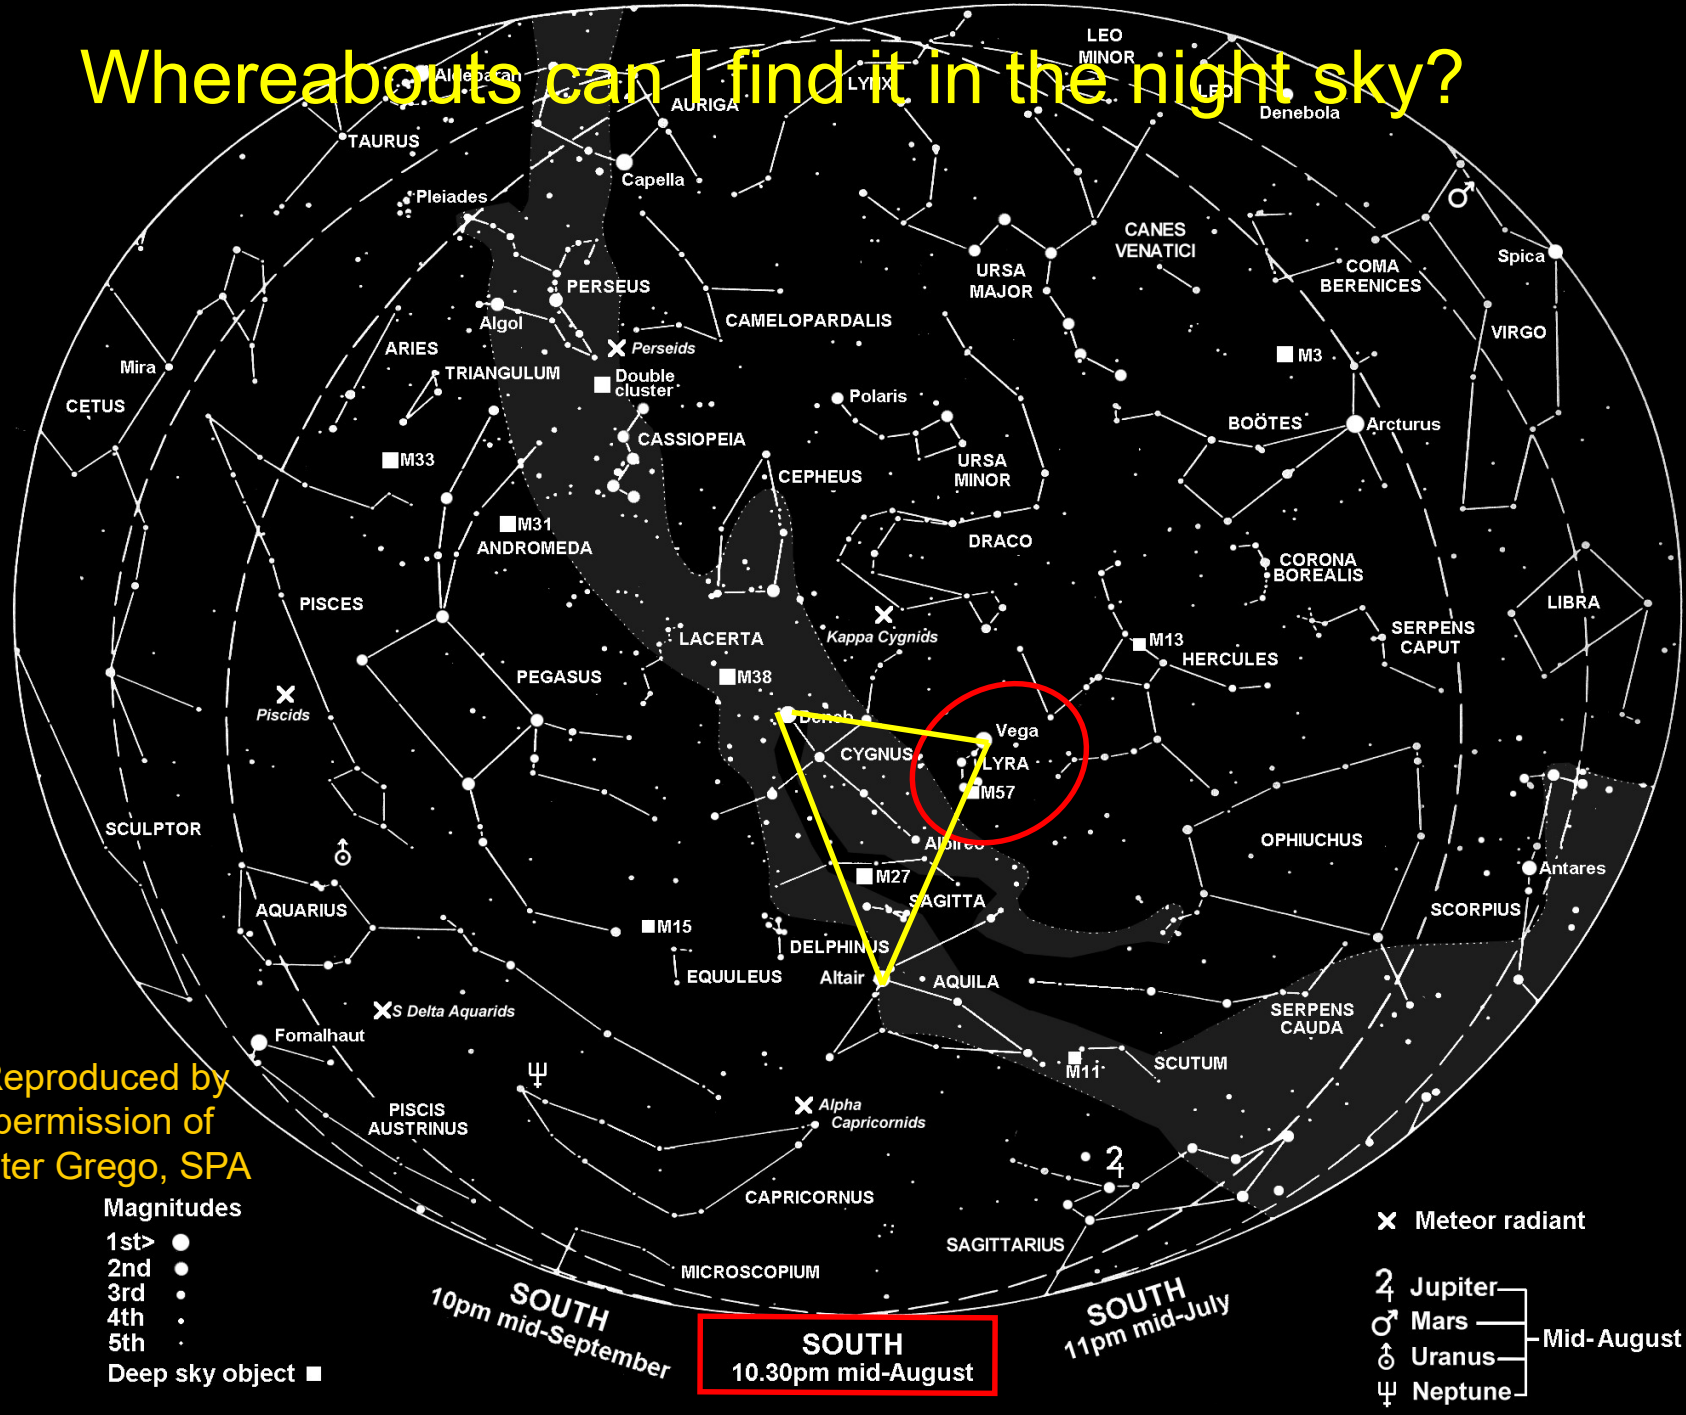 Whereabouts can I find it in the night sky?
LEO
MINOR
Aldebaran
LYNX
LEO
AURIGA
Denebola
TAURUS
Capella
Pleiades
CANES
VENATICI
Spica
URSA
MAJOR
COMA
BERENICES
PERSEUS
Algol
CAMELOPARDALIS
VIRGO
ARIES
Perseids
M3
Mira
TRIANGULUM
Double
cluster
CETUS
Polaris
BOÖTES
Arcturus
CASSIOPEIA
M33
URSA
MINOR
CEPHEUS
M31
ANDROMEDA
DRACO
CORONA
BOREALIS
PISCES
LIBRA
LACERTA
Kappa Cygnids
M13
SERPENS
CAPUT
HERCULES
PEGASUS
M38
Piscids
Deneb
Vega
CYGNUS
LYRA
M57
SCULPTOR
Albireo
OPHIUCHUS
Antares
M27
AQUARIUS
SAGITTA
SCORPIUS
M15
DELPHINUS
EQUULEUS
Altair
AQUILA
S Delta Aquarids
SERPENS
CAUDA
Fomalhaut
M11
SCUTUM
Reproduced by
permission of
ter Grego, SPA
PISCIS
AUSTRINUS
Alpha
Capricornids
CAPRICORNUS
SAGITTARIUS
MICROSCOPIUM
Magnitudes
1st>
2nd
3rd
4th
5th
Deep sky object
SOUTH
10pm mid-September
SOUTH
10.30pm mid-August
SOUTH
11pm mid-July
Meteor radiant
♃ Jupiter
♂ Mars
⛢ Uranus
♆ Neptune
Mid-August